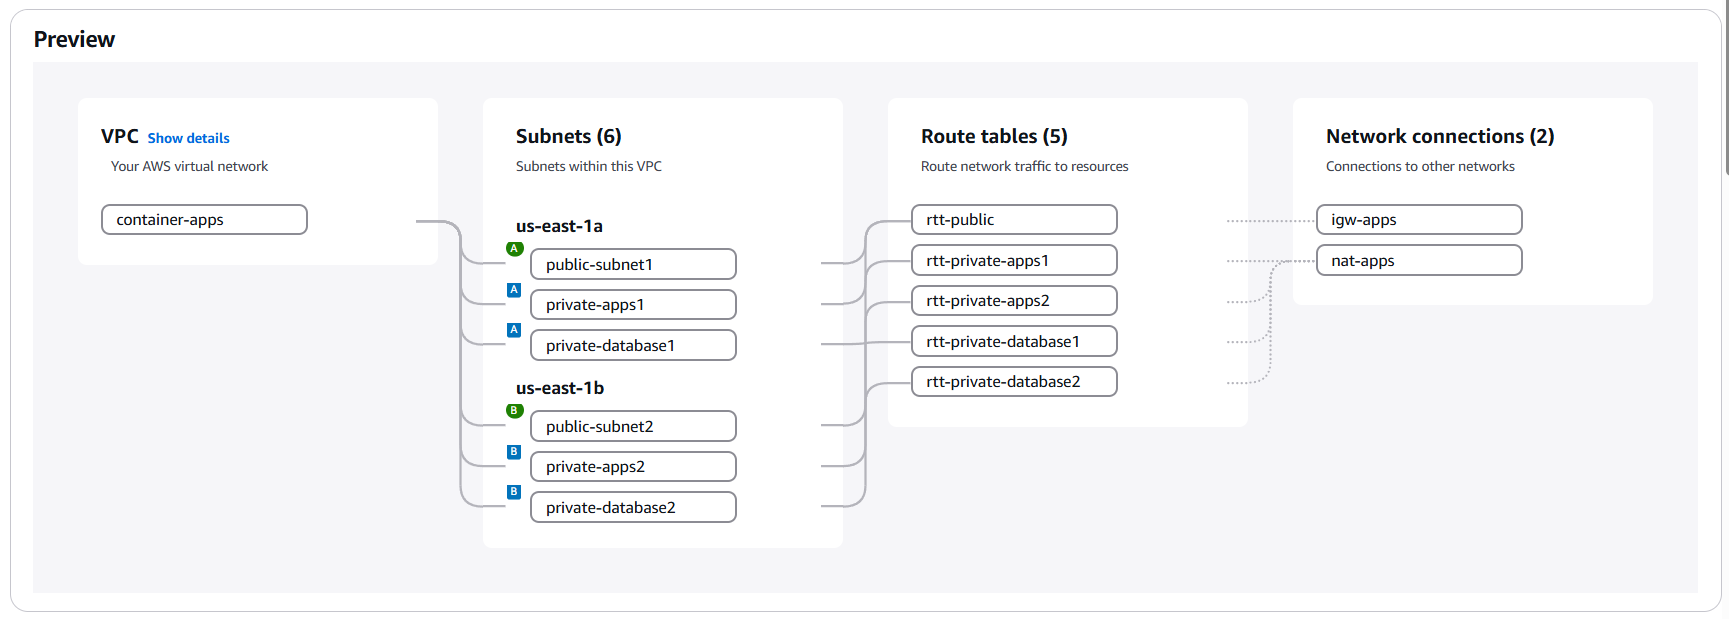 Preview
VPC Show details
Your AWS virtual network
container-apps
Subnets (6)
Subnets within this VPC
us-east-1a
A
public-subnet1
A
private-apps1
A
private-database1
us-east-1b
B
public-subnet2
B
private-apps2
B
private-database2
Route tables (5)
Route network traffic to resources
rtt-public
rtt-private-apps1
rtt-private-apps2
rtt-private-database1
rtt-private-database2
Network connections (2)
Connections to other networks
igw-apps
nat-apps